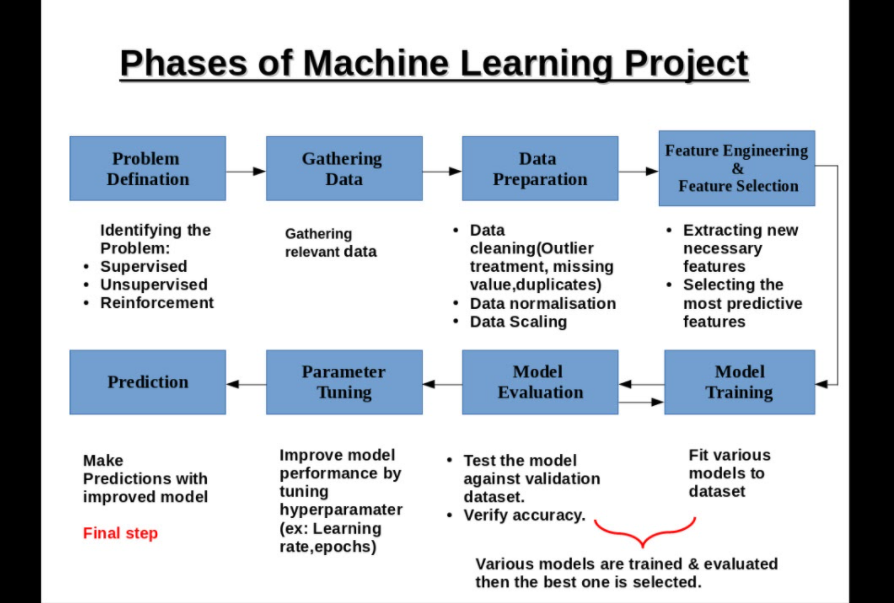 Phases of Machine Learning Project
Problem
Defination
Gathering
Data
Data
Preparation
Feature Engineering
&
Feature Selection
Identifying the
Problem:
• Supervised
• Unsupervised
• Reinforcement
Gathering
relevant data
• Data
cleaning(Outlier
treatment, missing
value,duplicates)
• Data normalisation
• Data Scaling
• Extracting new
necessary
features
• Selecting the
most predictive
features
Prediction
Parameter
Tuning
Model
Evaluation
Model
Training
Make
Predictions with
improved model
Final step
Improve model
performance by
tuning
hyperparamater
(ex: Learning
rate,epochs)
• Test the model
against validation
dataset.
• Verify accuracy.
Fit various
models to
dataset
Various models are trained & evaluated
then the best one is selected.